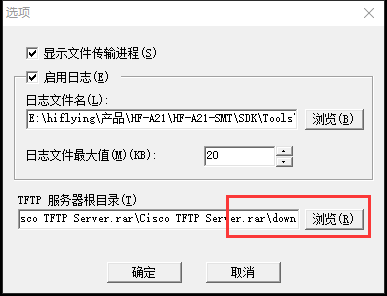 选项
显示文件传输进程(S)
启用日志(E)
日志文件名(L):
E:\hiflying\产品\HF-A21\HF-A21-SMT\SDK\Tools
浏览(B)
日志文件最大值(M)(KB):
20
TFTP 服务器根目录(T)
sco TFTP Server.rar\Cisco TFTP Server.rar\down
浏览(R)
确定
取消